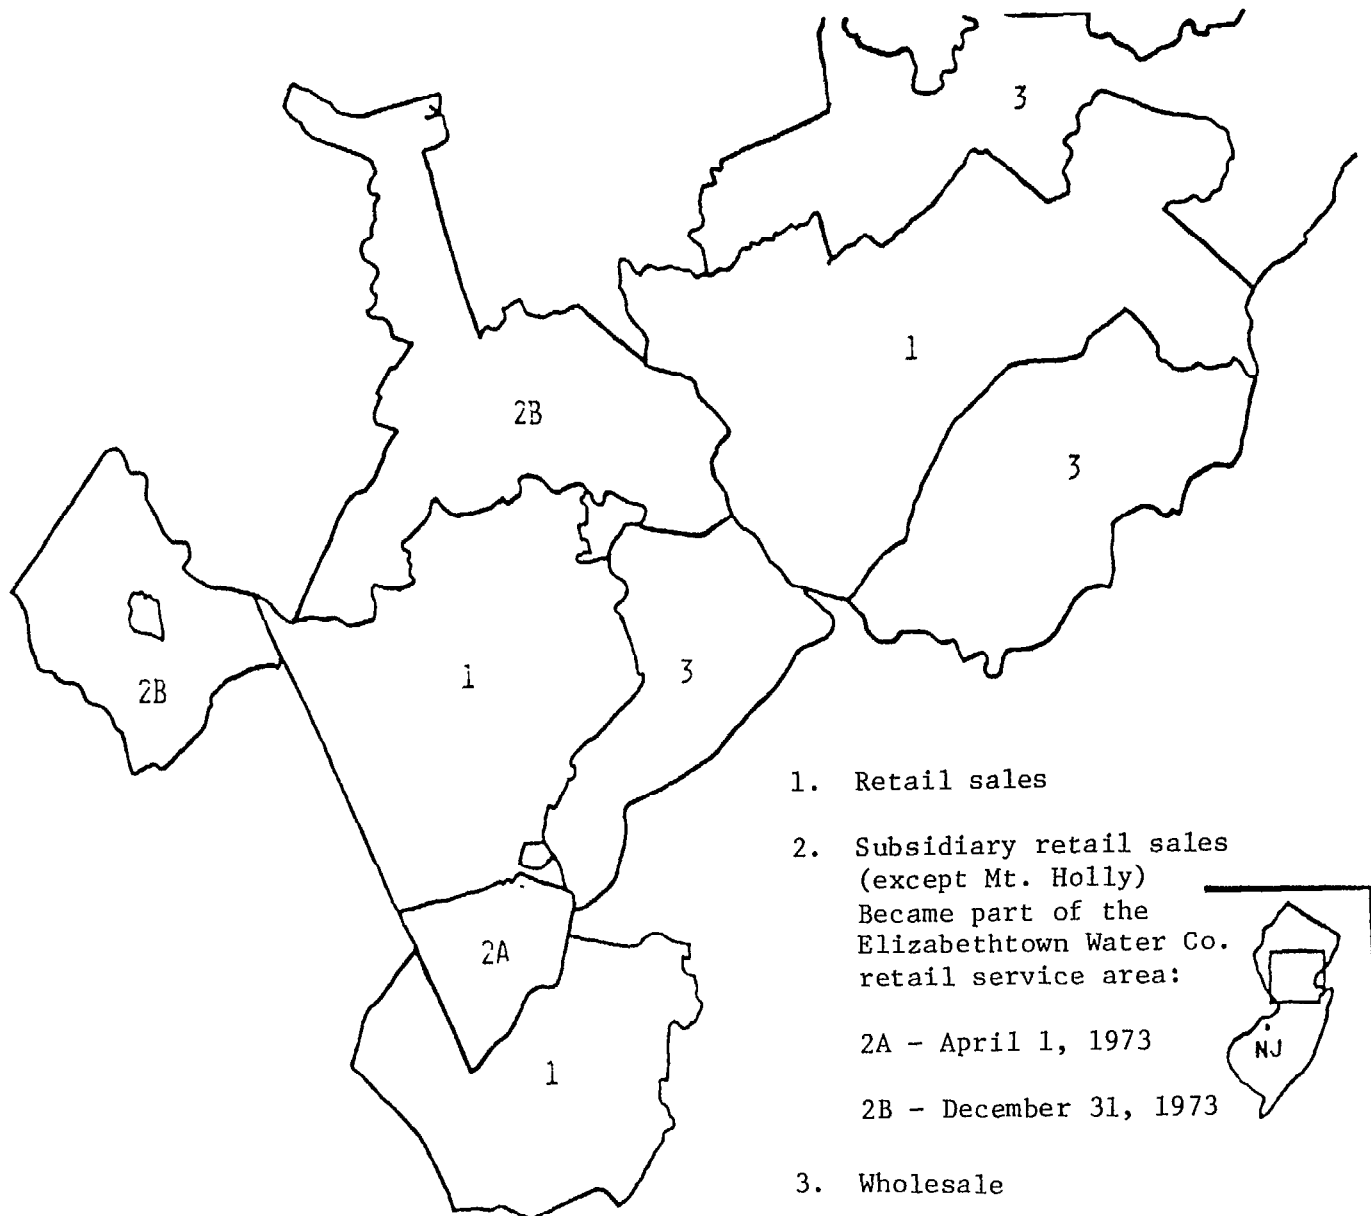 3
1
2B
3
1
3
2B
2A
1
1. Retail sales
2. Subsidiary retail sales
(except Mt. Holly)
Became part of the
Elizabethtown Water Co.
retail service area:
2A - April 1, 1973
2B - December 31, 1973
3. Wholesale
NJ